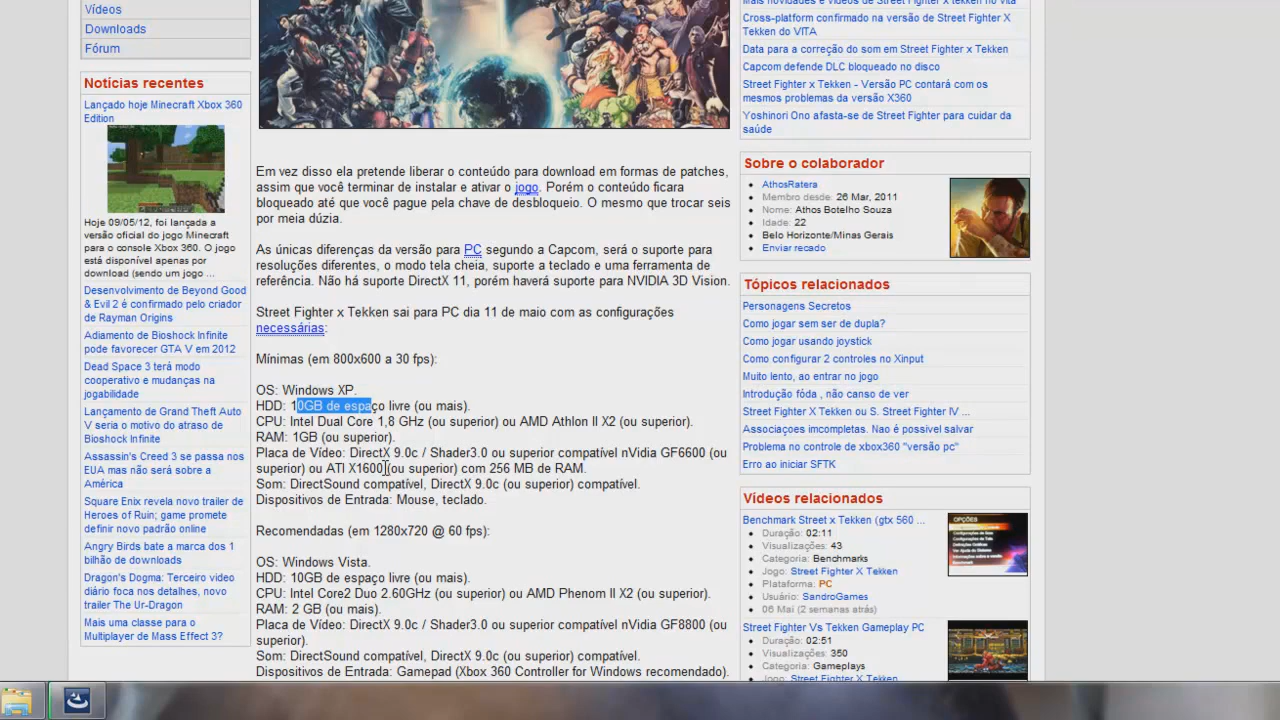 Vídeos
Downloads
Fórum
Notícias recentes
Lançado hoje Minecraft Xbox 360
Edition
Hoje 09/05/12, foi lançada a
versão oficial do jogo Minecraft
para o console Xbox 360. O jogo
está disponível apenas por
download (sendo um jogo ...
Desenvolvimento de Beyond Good
& Evil 2 é confirmado pelo criador
de Rayman Origins
Adiamento de Bioshock Infinite
pode favorecer GTA V em 2012
Dead Space 3 terá modo
cooperativo e mudanças na
jogabilidade
Lançamento de Grand Theft Auto
V seria o motivo do atraso de
Bioshock Infinite
Assassin's Creed 3 se passa nos
EUA mas não será sobre a
América
Square Enix revela novo trailer de
Heroes of Ruin; game promete
definir novo padrão online
Angry Birds bate a marca dos 1
bilhão de downloads
Dragon's Dogma: Terceiro vídeo
diário foca nos detalhes, novo
trailer The Ur-Dragon
Mais uma classe para o
Multiplayer de Mass Effect 3?
Em vez disso ela pretende liberar o conteúdo para download em formas de patches,
assim que você terminar de instalar e ativar o jogo. Porém o conteúdo ficara
bloqueado até que você pague pela chave de desbloqueio. O mesmo que trocar seis
por meia dúzia.
As únicas diferenças da versão para PC segundo a Capcom, será o suporte para
resoluções diferentes, o modo tela cheia, suporte a teclado e uma ferramenta de
referência. Não há suporte DirectX 11, porém haverá suporte para NVIDIA 3D Vision.
Street Fighter x Tekken sai para PC dia 11 de maio com as configurações
necessárias:
Mínimas (em 800x600 a 30 fps):
OS: Windows XP.
HDD: 10GB de espaço livre (ou mais).
CPU: Intel Dual Core 1,8 GHz (ou superior) ou AMD Athlon II X2 (ou superior).
RAM: 1GB (ou superior).
Placa de Vídeo: DirectX 9.0c / Shader3.0 ou superior compatível nVidia GF6600 (ou
superior) ou ATI X1600 (ou superior) com 256 MB de RAM.
Som: DirectSound compatível, DirectX 9.0c (ou superior) compatível.
Dispositivos de Entrada: Mouse, teclado.
Recomendadas (em 1280x720 @ 60 fps):
OS: Windows Vista.
HDD: 10GB de espaço livre (ou mais).
CPU: Intel Core2 Duo 2.60GHz (ou superior) ou AMD Phenom II X2 (ou superior).
RAM: 2 GB (ou mais).
Placa de Vídeo: DirectX 9.0c / Shader3.0 ou superior compatível nVidia GF8800 (ou
superior).
Som: DirectSound compatível, DirectX 9.0c (ou superior) compatível.
Dispositivos de Entrada: Gamepad (Xbox 360 Controller for Windows recomendado).
Mais novidades e vídeos de Street Fighter x tekken no vita
Cross-platform confirmado na versão de Street Fighter X
Tekken do VITA
Data para a correção do som em Street Fighter x Tekken
Capcom defende DLC bloqueado no disco
Street Fighter x Tekken - Versão PC contará com os
mesmos problemas da versão X360
Yoshinori Ono afasta-se de Street Fighter para cuidar da
saúde
Sobre o colaborador
AthosRatera
Membro desde: 26 Mar, 2011
Nome: Athos Botelho Souza
Idade: 22
Belo Horizonte/Minas Gerais
Enviar recado
Tópicos relacionados
Personagens Secretos
Como jogar sem ser de dupla?
Como jogar usando joystick
Como configurar 2 controles no Xinput
Muito lento, ao entrar no jogo
Introdução fóda , não canso de ver
Street Fighter X Tekken ou S. Street Fighter IV ...
Associaçoes imcompletas. Nao é possivel salvar
Problema no controle de xbox360 "versão pc"
Erro ao iniciar SFTK
Vídeos relacionados
Benchmark Street x Tekken (gtx 560 ...
Duração: 02:11
Visualizações: 43
Categoria: Benchmarks
Jogo: Street Fighter X Tekken
Plataforma: PC
Usuário: SandroGames
06 Mai (2 semanas atrás)
OPÇÕES
Street Fighter Vs Tekken Gameplay PC
Duração: 02:51
Visualizações: 350
Categoria: Gameplays
Jogo: Street Fighter X Tekken